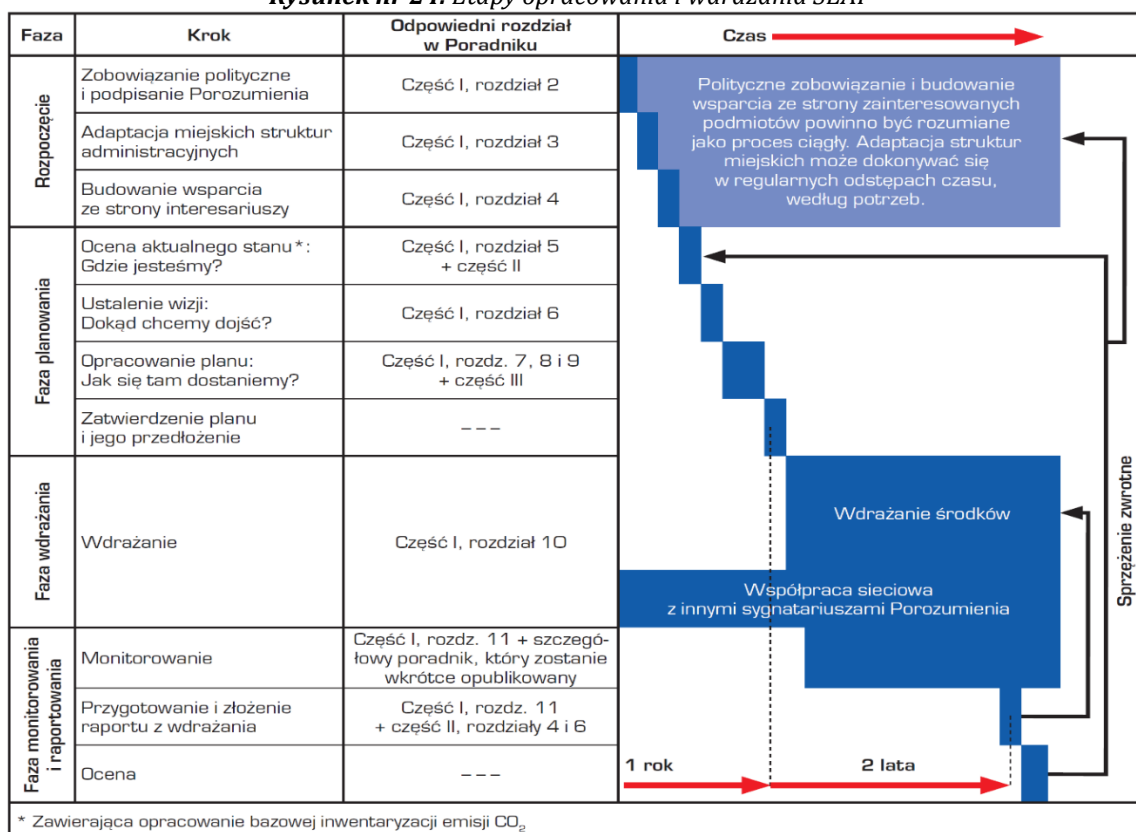 Faza
Krok
Odpowiedni rozdział
w Poradniku
Czas
Rozpoczęcie
Zobowiązanie polityczne
i podpisanie Porozumienia
Część I, rozdział 2
Adaptacja miejskich struktur
administracyjnych
Część I, rozdział 3
Budowanie wsparcia
ze strony interesariuszy
Część I, rozdział 4
Polityczne zobowiązanie i budowanie
wsparcia ze strony zainteresowanych
podmiotów powinno być rozumiane
jako proces ciągły. Adaptacja struktur
miejskich może dokonywać się
w regularnych odstępach czasu,
według potrzeb.
Faza planowania
Ocena aktualnego stanu*:
Gdzie jesteśmy?
Część I, rozdział 5
+ część II
Ustalenie wizji:
Dokąd chcemy dojść?
Część I, rozdział 6
Opracowanie planu:
Jak się tam dostaniemy?
Część I, rozdz. 7, 8 i 9
+ część III
Zatwierdzenie planu
i jego przedłożenie
– – –
Faza wdrażania
Wdrażanie
Część I, rozdział 10
Wdrażanie środków
Współpraca sieciowa
z innymi sygnatariuszami Porozumienia
Sprzężenie zwrotne
Faza monitorowania
i raportowania
Monitorowanie
Część I, rozdz. 11 + szczegó-
łowy poradnik, który zostanie
wkrótce opublikowany
Przygotowanie i złożenie
raportu z wdrażania
Część I, rozdz. 11
+ część II, rozdziały 4 i 6
Ocena
– – –
1 rok
2 lata
* Zawierająca opracowanie bazowej inwentaryzacji emisji CO₂